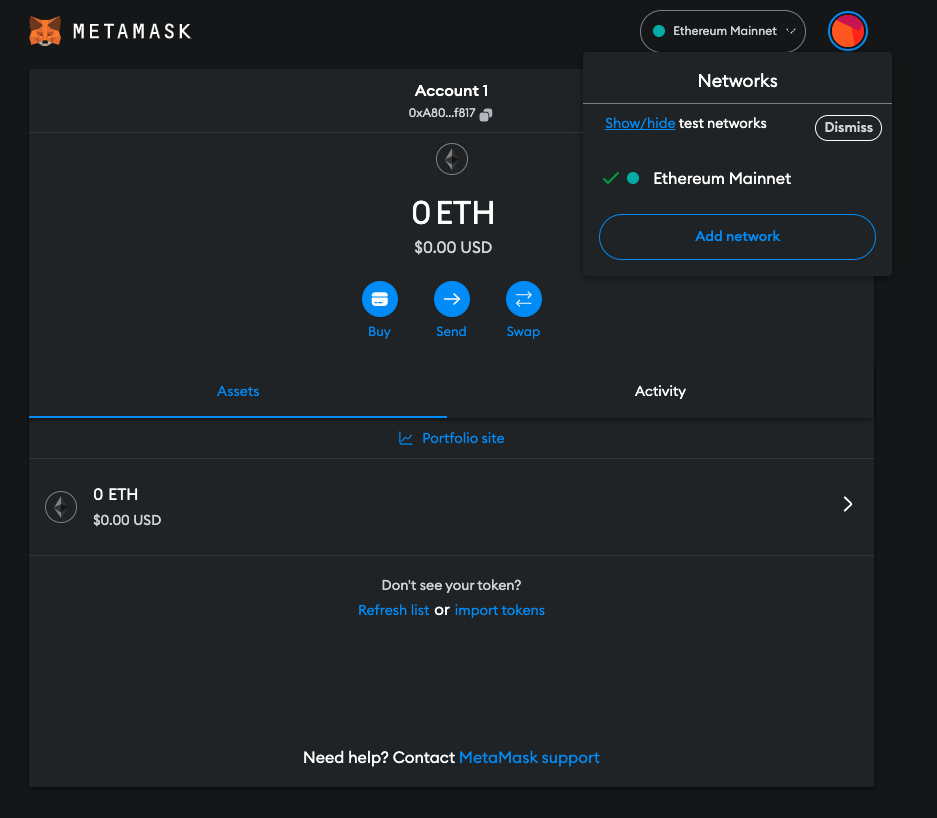 METAMASK
Ethereum Mainnet
Networks
Show/hide test networks
Dismiss
Ethereum Mainnet
Add network
Account 1
0xA80...f817
0 ETH
$0.00 USD
Buy
Send
Swap
Assets
Activity
Portfolio site
0 ETH
$0.00 USD
Don't see your token?
Refresh list or import tokens
Need help? Contact MetaMask support